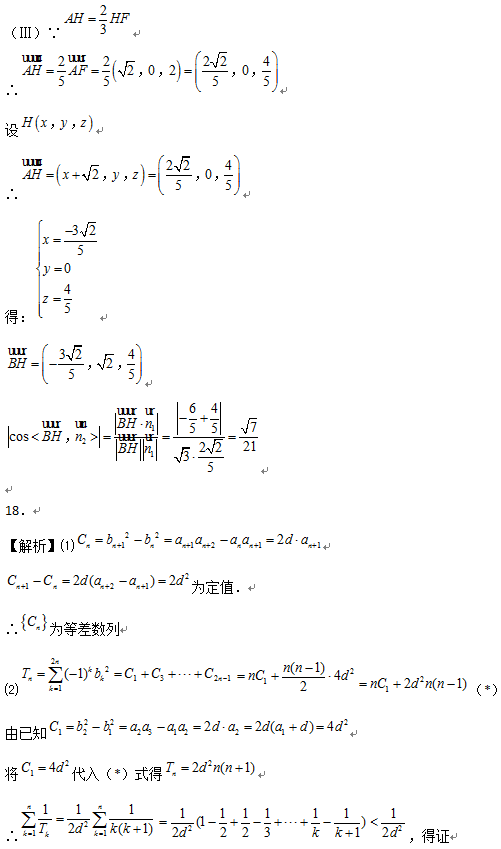 (Ⅲ)∵ $AH=\frac{2}{3}HF$
∴ $\overrightarrow{AH}=\frac{2}{5}\overrightarrow{AF}=\frac{2}{5}\left(\sqrt{2},0,2\right)=\left(\frac{2\sqrt{2}}{5},0,\frac{4}{5}\right)$
设 $H(x,y,z)$
∴ $\overrightarrow{AH}=\left(x+\sqrt{2},y,z\right)=\left(\frac{2\sqrt{2}}{5},0,\frac{4}{5}\right)$
得: $\begin{cases}x=\frac{-3\sqrt{2}}{5}\\y=0\\z=\frac{4}{5}\end{cases}$
$\overrightarrow{BH}=\left(-\frac{3\sqrt{2}}{5},\sqrt{2},\frac{4}{5}\right)$
$\left|\cos<\overrightarrow{BH},\overrightarrow{n_2}>\right|=\frac{\left|\overrightarrow{BH}\cdot\overrightarrow{n_1}\right|}{\left|\overrightarrow{BH}\right|\left|\overrightarrow{n_1}\right|}=\frac{\left|-\frac{6}{5}+\frac{4}{5}\right|}{\sqrt{3}\cdot\frac{2\sqrt{2}}{5}}=\frac{\sqrt{7}}{21}$
18.
【解析】⑴ $C_n=b_{n+1}^2-b_n^2=a_{n+1}a_{n+2}-a_na_{n+1}=2d\cdot a_{n+1}$
$C_{n+1}-C_n=2d(a_{n+2}-a_{n+1})=2d^2$ 为定值.
∴ $\{C_n\}$ 为等差数列
⑵ $T_n=\sum_{k=1}^{2n}(-1)^kb_k^2=C_1+C_3+\cdots+C_{2n-1}=nC_1+\frac{n(n-1)}{2}\cdot4d^2=nC_1+2d^2n(n-1)$ (*)
由已知 $C_1=b_2^2-b_1^2=a_2a_3-a_1a_2=2d\cdot a_2=2d(a_1+d)=4d^2$
将 $C_1=4d^2$ 代入(*)式得 $T_n=2d^2n(n+1)$
∴ $\sum_{k=1}^{n}\frac{1}{T_k}=\frac{1}{2d^2}\sum_{k=1}^{n}\frac{1}{k(k+1)}=\frac{1}{2d^2}(1-\frac{1}{2}+\frac{1}{2}-\frac{1}{3}+\cdots+\frac{1}{k}-\frac{1}{k+1})<\frac{1}{2d^2}$,得证